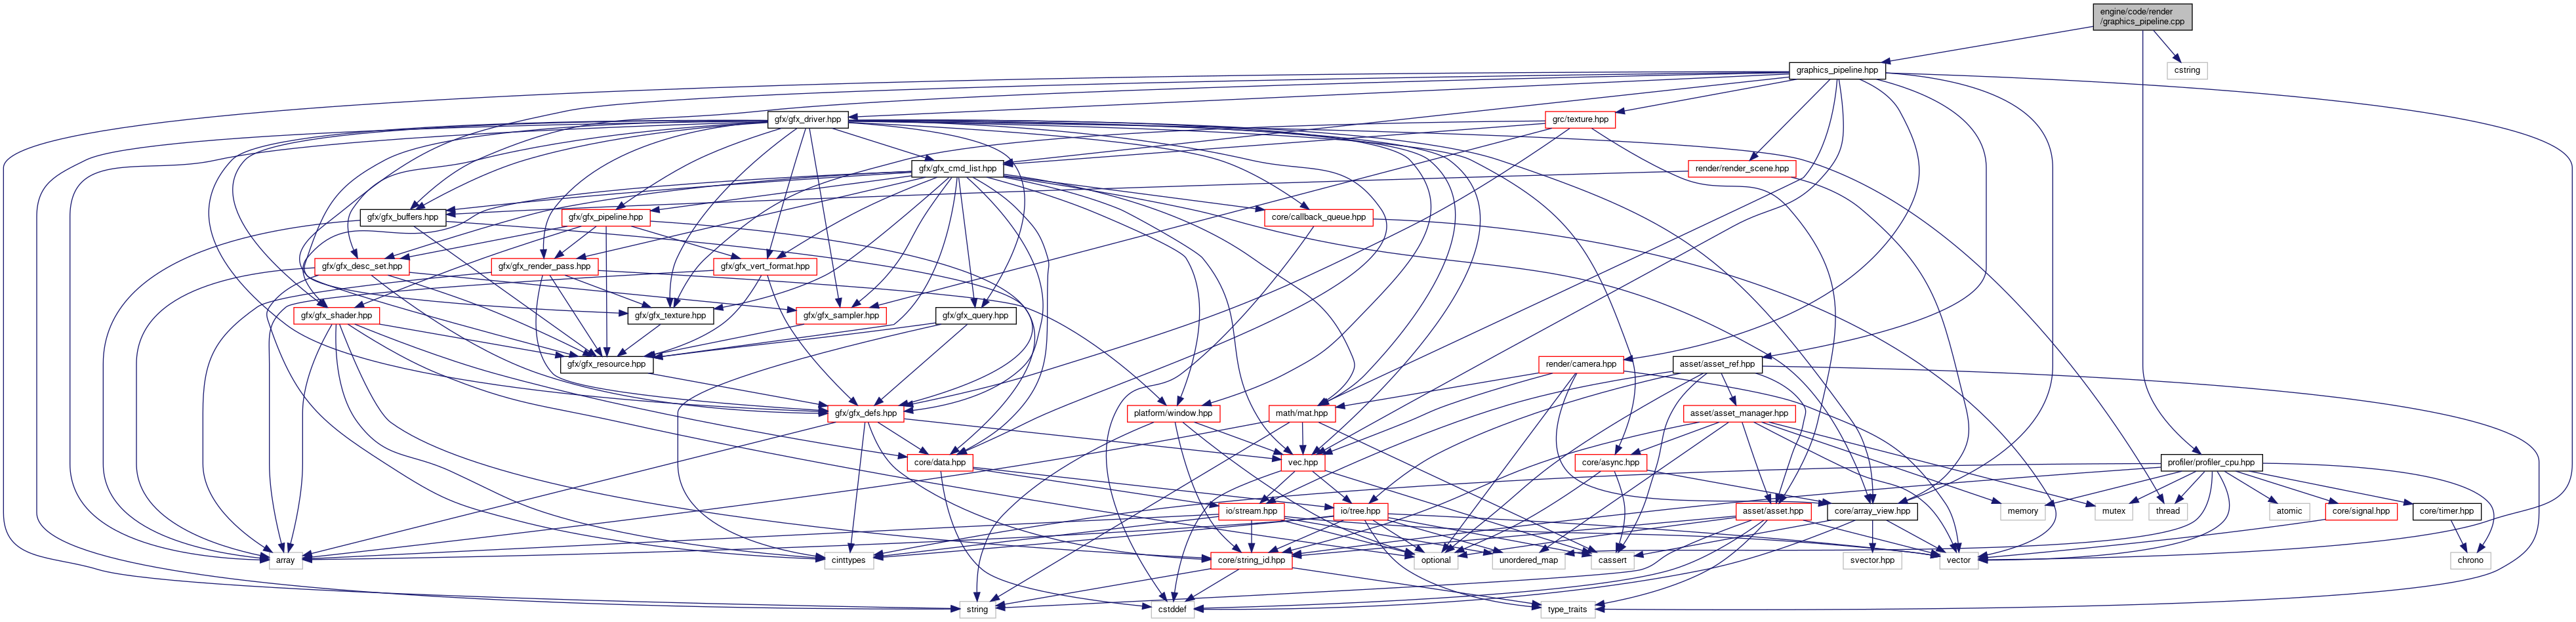 engine/code/render
/graphics_pipeline.cpp
graphics_pipeline.hpp
cstring
gfx/gfx_driver.hpp
grc/texture.hpp
gfx/gfx_cmd_list.hpp
render/render_scene.hpp
gfx/gfx_buffers.hpp
gfx/gfx_pipeline.hpp
core/callback_queue.hpp
gfx/gfx_desc_set.hpp
gfx/gfx_render_pass.hpp
gfx/gfx_vert_format.hpp
gfx/gfx_shader.hpp
gfx/gfx_texture.hpp
gfx/gfx_sampler.hpp
gfx/gfx_query.hpp
gfx/gfx_resource.hpp
render/camera.hpp
asset/asset_ref.hpp
gfx/gfx_defs.hpp
platform/window.hpp
math/mat.hpp
asset/asset_manager.hpp
core/data.hpp
vec.hpp
core/async.hpp
profiler/profiler_cpu.hpp
io/stream.hpp
io/tree.hpp
asset/asset.hpp
core/array_view.hpp
memory
mutex
thread
atomic
core/signal.hpp
core/timer.hpp
array
cinttypes
core/string_id.hpp
optional
unordered_map
cassert
svector.hpp
vector
chrono
string
cstddef
type_traits